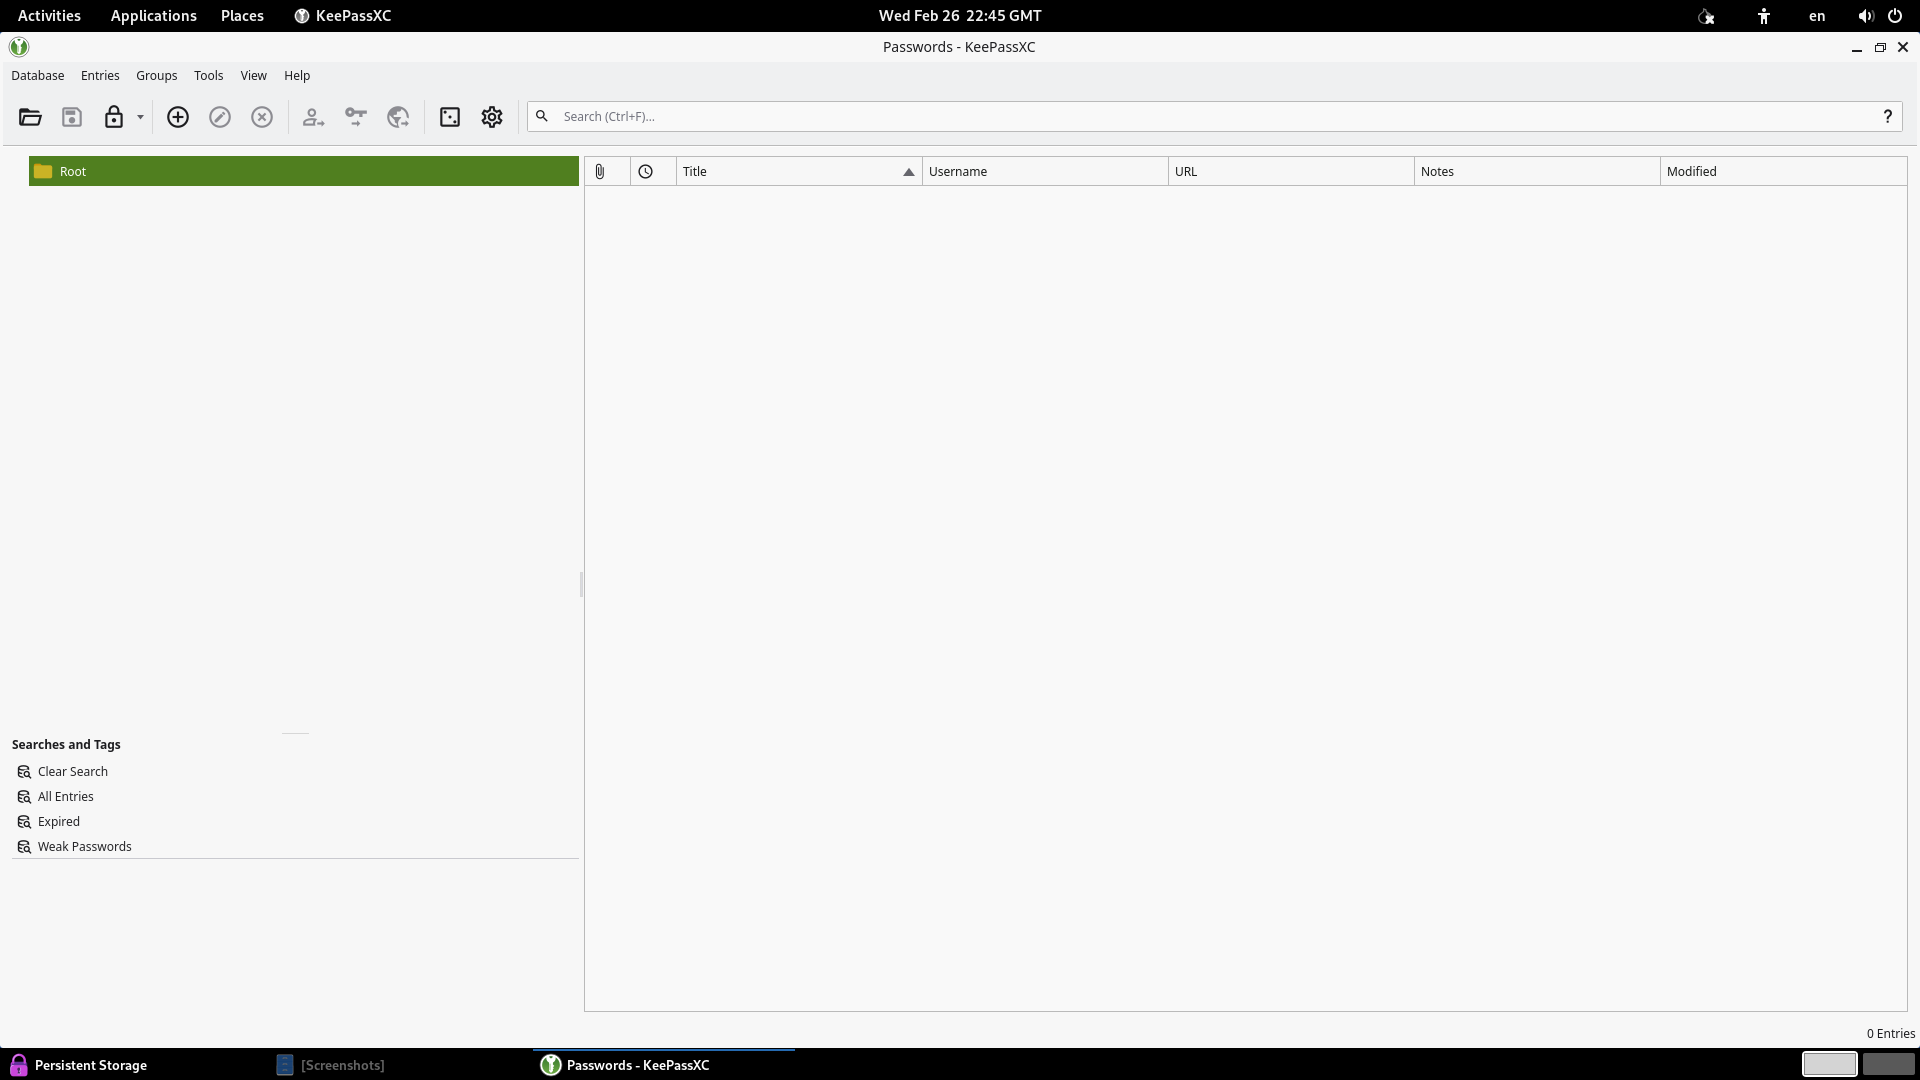 Activities Applications Places KeePassXC Wed Feb 26 22:45 GMT en
Passwords - KeePassXC
Database Entries Groups Tools View Help
Search (Ctrl+F)... ?
Root
Title Username URL Notes Modified
Searches and Tags
Clear Search
All Entries
Expired
Weak Passwords
0 Entries
Persistent Storage [Screenshots] Passwords - KeePassXC